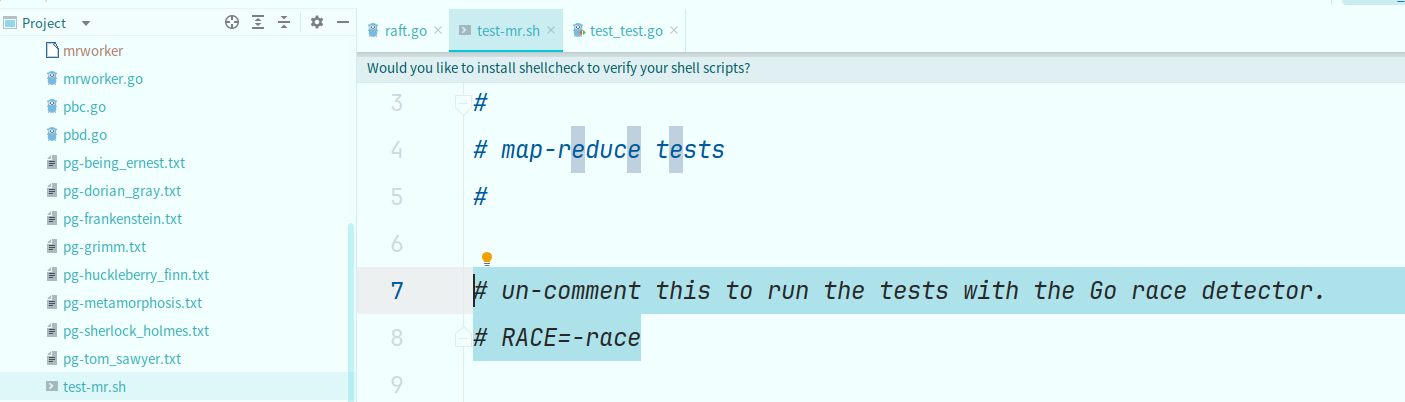 Project
mrworker
mrworker.go
pbc.go
pbd.go
pg-being_ernest.txt
pg-dorian_gray.txt
pg-frankenstein.txt
pg-grimm.txt
pg-huckleberry_finn.txt
pg-metamorphosis.txt
pg-sherlock_holmes.txt
pg-tom_sawyer.txt
test-mr.sh
raft.go test-mr.sh test_test.go
Would you like to install shellcheck to verify your shell scripts?
3 #
4 # map-reduce tests
5 #
6
7 # un-comment this to run the tests with the Go race detector.
8 # RACE=-race
9